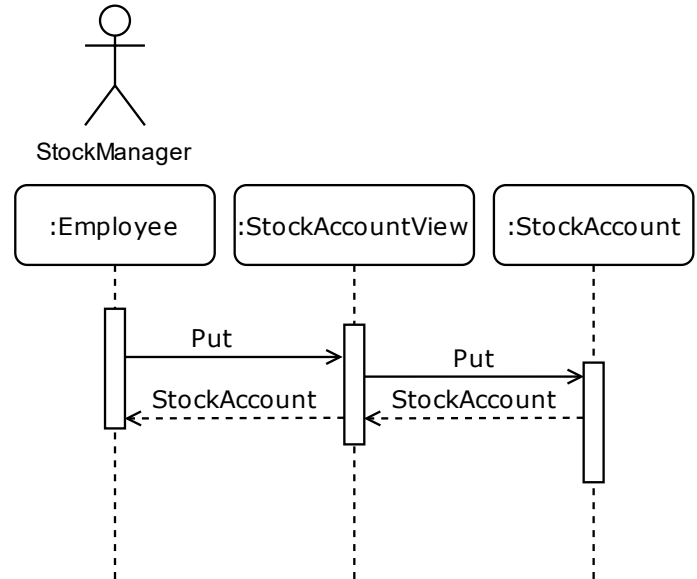 StockManager
:Employee
:StockAccountView
:StockAccount
Put
Put
StockAccount
StockAccount